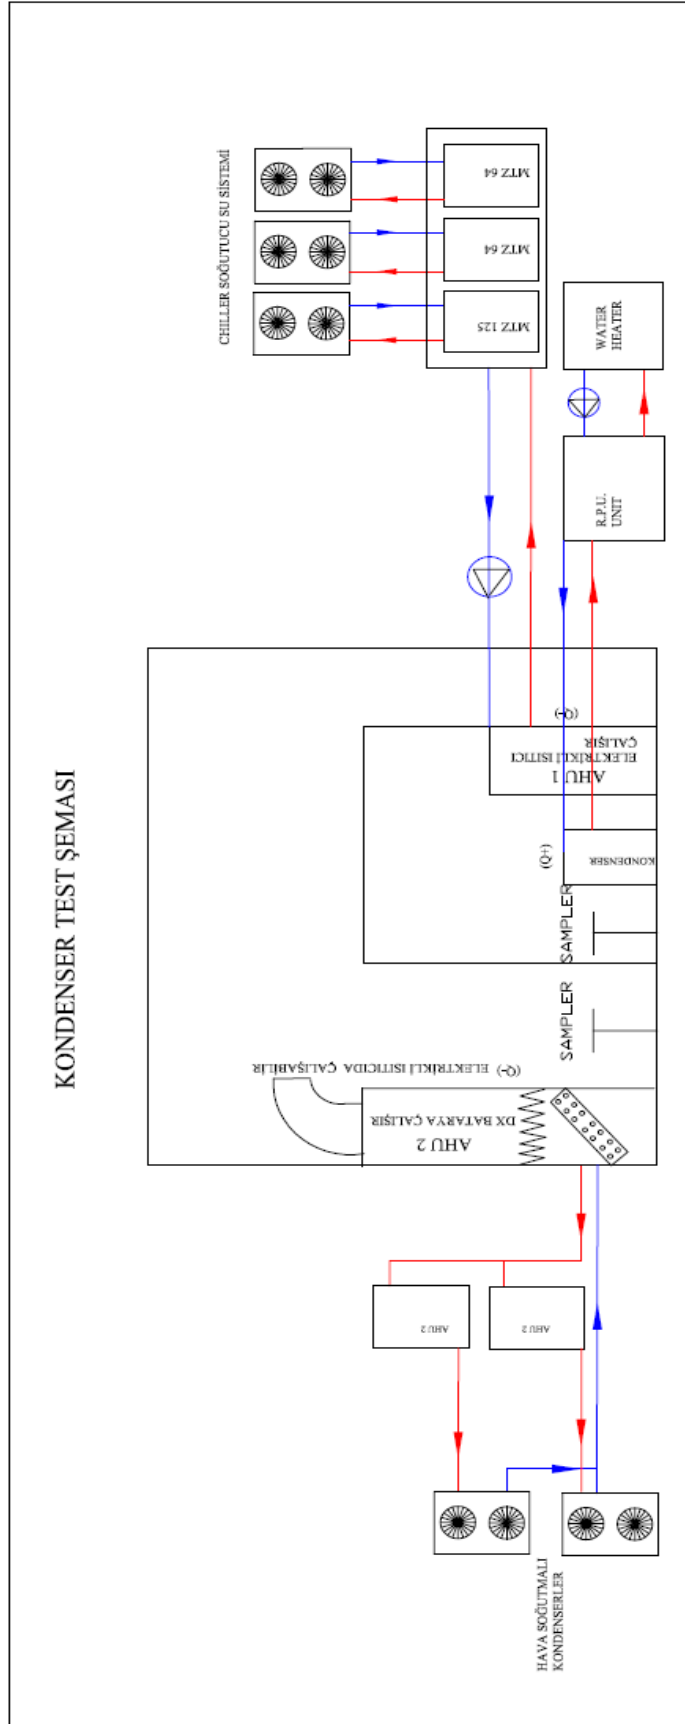 KONDENSER TEST ŞEMASI
CHILLER SOĞUTUCU SU SİSTEMİ
MTZ 64
MTZ 64
MTZ 125
WATER
HEATER
R.P.U.
UNIT
(Q-)
AHU 1
ELEKTRİKLİ ISITICI
ÇALIŞIR
(Q+)
KONDENSER
SAMPLER
SAMPLER
(Q-) ELEKTRİKLİ ISITICIDA ÇALIŞABİLİR
AHU 2
DX BATARYA ÇALIŞIR
AHU 2
AHU 2
HAVA SOĞUTMALI
KONDENSERLER